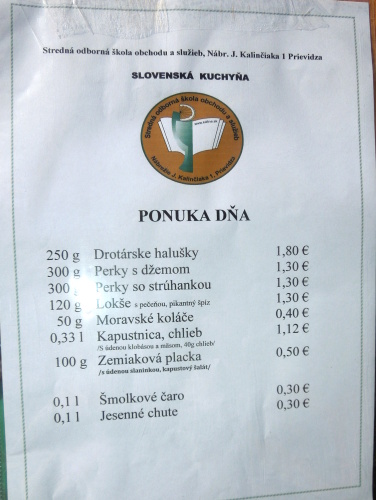 Stredná odborná škola obchodu a služieb, Nábr. J. Kalinčiaka 1 Prievidza
SLOVENSKÁ KUCHYŇA
Stredná odborná škola obchodu a služieb
Nábrežie J. Kalinčiaka 1, Prievidza
PONUKA DŇA
250 g Drotárske halušky 1,80 €
300 g Perky s džemom 1,30 €
300 g Perky so strúhankou 1,30 €
120 g Lokše s pečeňou, pikantný špíz 1,30 €
50 g Moravské koláče 0,40 €
0,33 l Kapustnica, chlieb 1,12 €
/S údenou klobásou a mäsom, 40g chlieb/
100 g Zemiaková placka 0,50 €
/s údenou slaninkou, kapustový šalát/
0,1 l Šmolkové čaro 0,30 €
0,1 l Jesenné chute 0,30 €